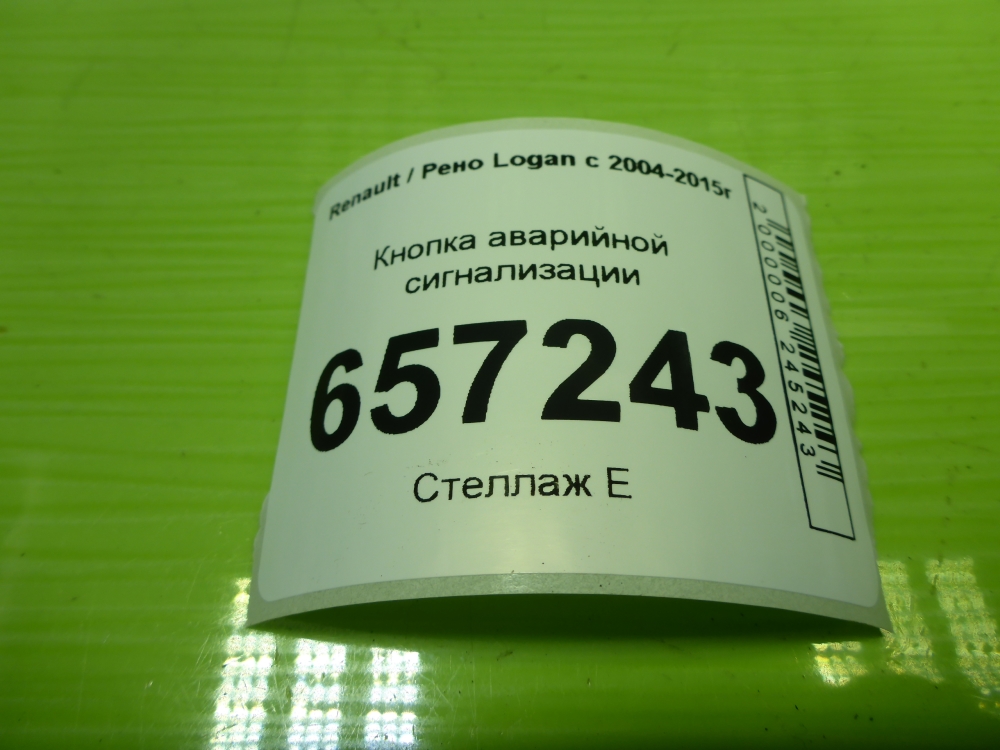 Renault / Рено Logan с 2004-2015г
Кнопка аварийной
сигнализации
657243
Стеллаж Е
2000006245243